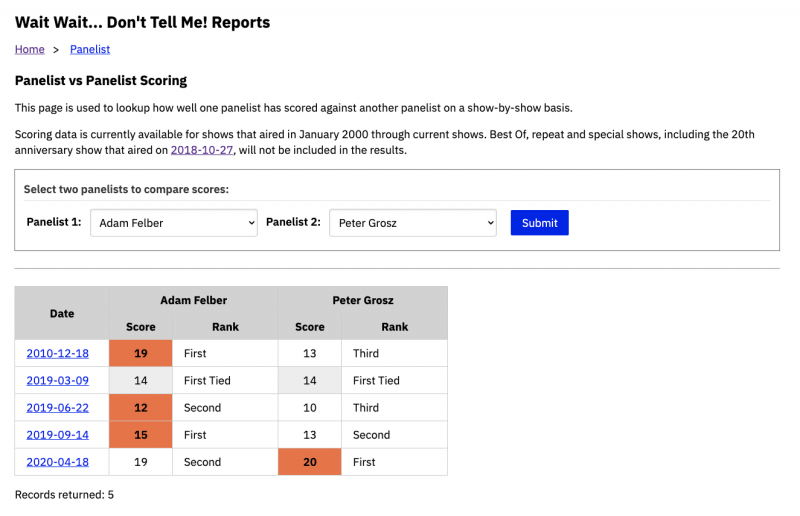 Wait Wait... Don't Tell Me! Reports
Home > Panelist
Panelist vs Panelist Scoring
This page is used to lookup how well one panelist has scored against another panelist on a show-by-show basis.
Scoring data is currently available for shows that aired in January 2000 through current shows. Best Of, repeat and special shows, including the 20th
anniversary show that aired on 2018-10-27, will not be included in the results.
Select two panelists to compare scores:
Panelist 1: Adam Felber Panelist 2: Peter Grosz Submit
Date Adam Felber Peter Grosz
Score Rank Score Rank
2010-12-18 19 First 13 Third
2019-03-09 14 First Tied 14 First Tied
2019-06-22 12 Second 10 Third
2019-09-14 15 First 13 Second
2020-04-18 19 Second 20 First
Records returned: 5